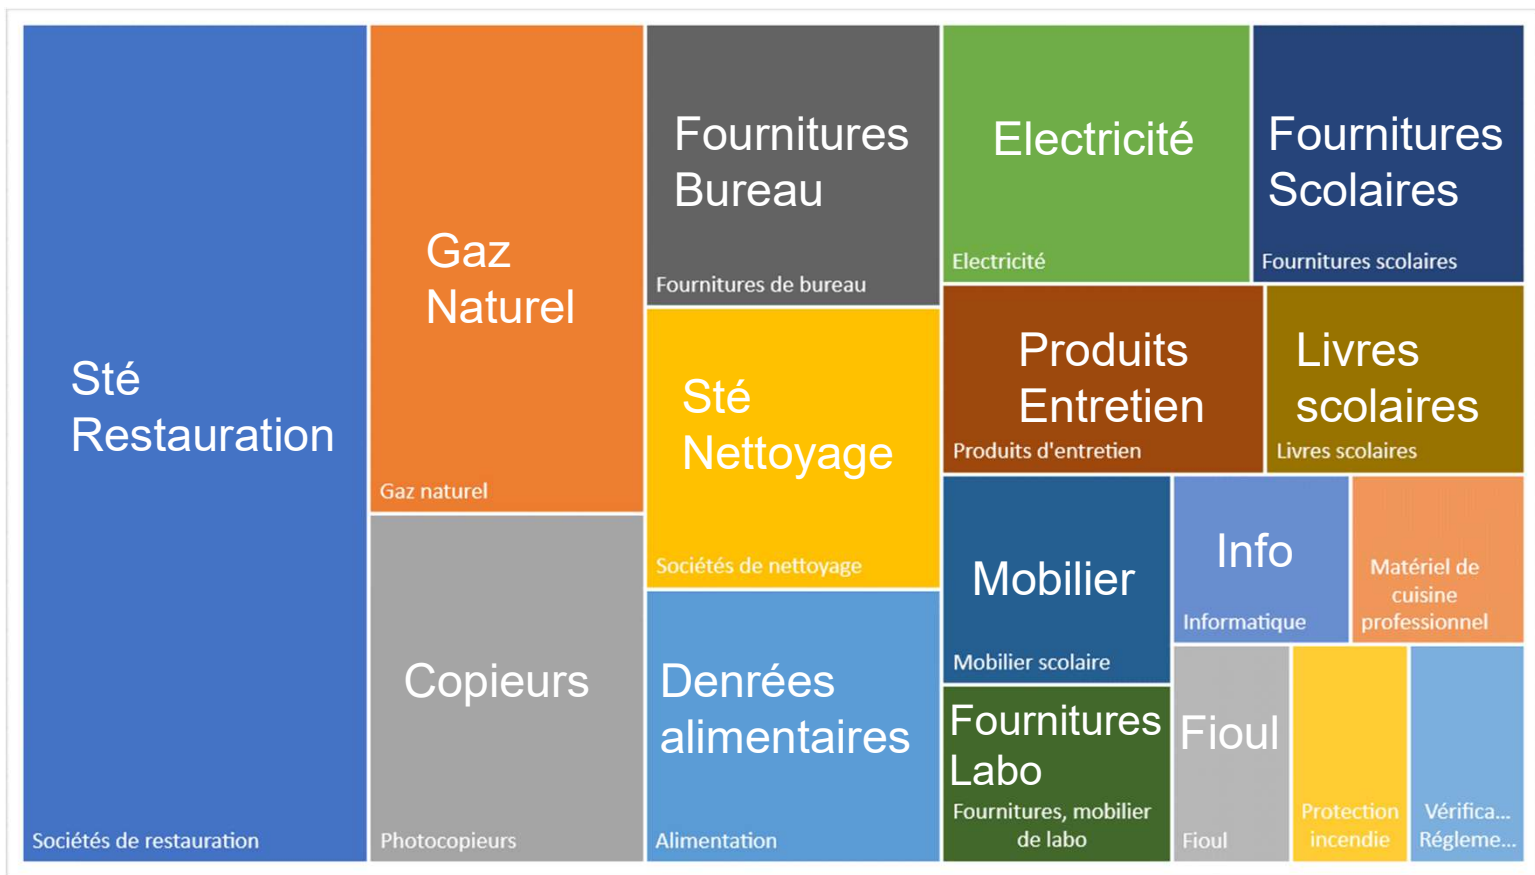 Sté
Restauration
Sociétés de restauration
Gaz
Naturel
Gaz naturel
Copieurs
Photocopieurs
Fournitures
Bureau
Fournitures de bureau
Sté
Nettoyage
Sociétés de nettoyage
Denrées
alimentaires
Alimentation
Electricité
Electricité
Fournitures
Scolaires
Fournitures scolaires
Produits
Entretien
Produits d'entretien
Livres
scolaires
Livres scolaires
Mobilier
Mobilier scolaire
Info
Informatique
Matériel de
cuisine
professionnel
Fournitures
Labo
Fournitures, mobilier
de labo
Fioul
Fioul
Protection
incendie
Vérifica...
Régleme...